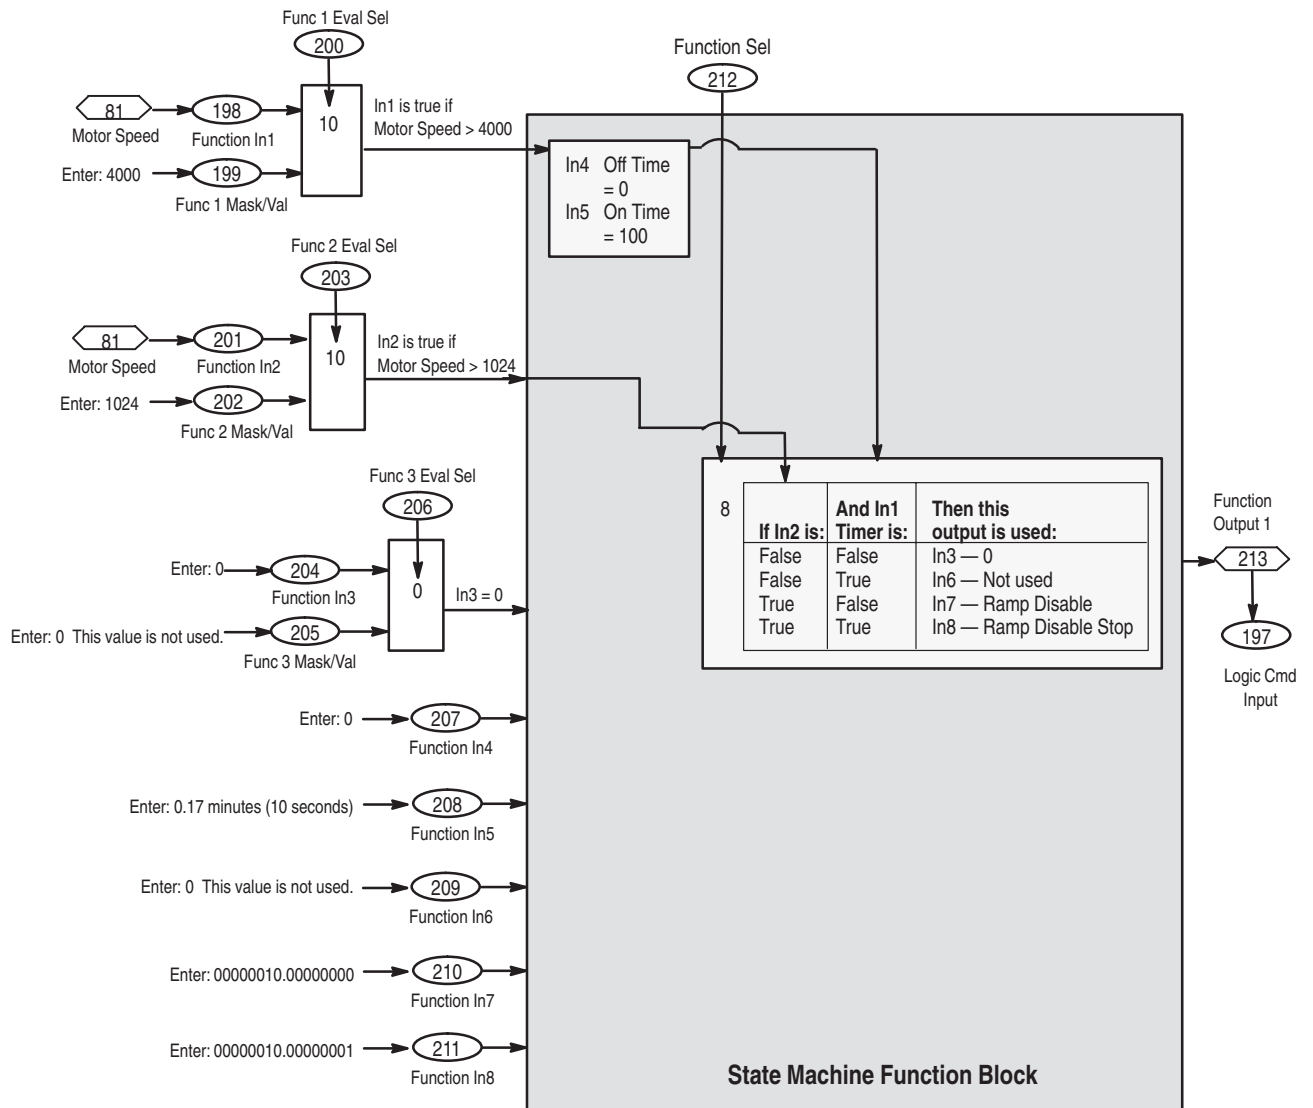 Func 1 Eval Sel
200
81
Motor Speed
198
Function In1
Enter: 4000
199
Func 1 Mask/Val
10
In1 is true if
Motor Speed > 4000
Function Sel
212
In4 Off Time
= 0
In5 On Time
= 100
Func 2 Eval Sel
203
81
Motor Speed
201
Function In2
Enter: 1024
202
Func 2 Mask/Val
10
In2 is true if
Motor Speed > 1024
Func 3 Eval Sel
206
Enter: 0
204
Function In3
Enter: 0 This value is not used.
205
Func 3 Mask/Val
0
In3 = 0
8
And In1 Then this
If In2 is: Timer is: output is used:
False False In3 — 0
False True In6 — Not used
True False In7 — Ramp Disable
True True In8 — Ramp Disable Stop
Function
Output 1
213
197
Logic Cmd
Input
Enter: 0
207
Function In4
Enter: 0.17 minutes (10 seconds)
208
Function In5
Enter: 0 This value is not used.
209
Function In6
Enter: 00000010.00000000
210
Function In7
Enter: 00000010.00000001
211
Function In8
State Machine Function Block